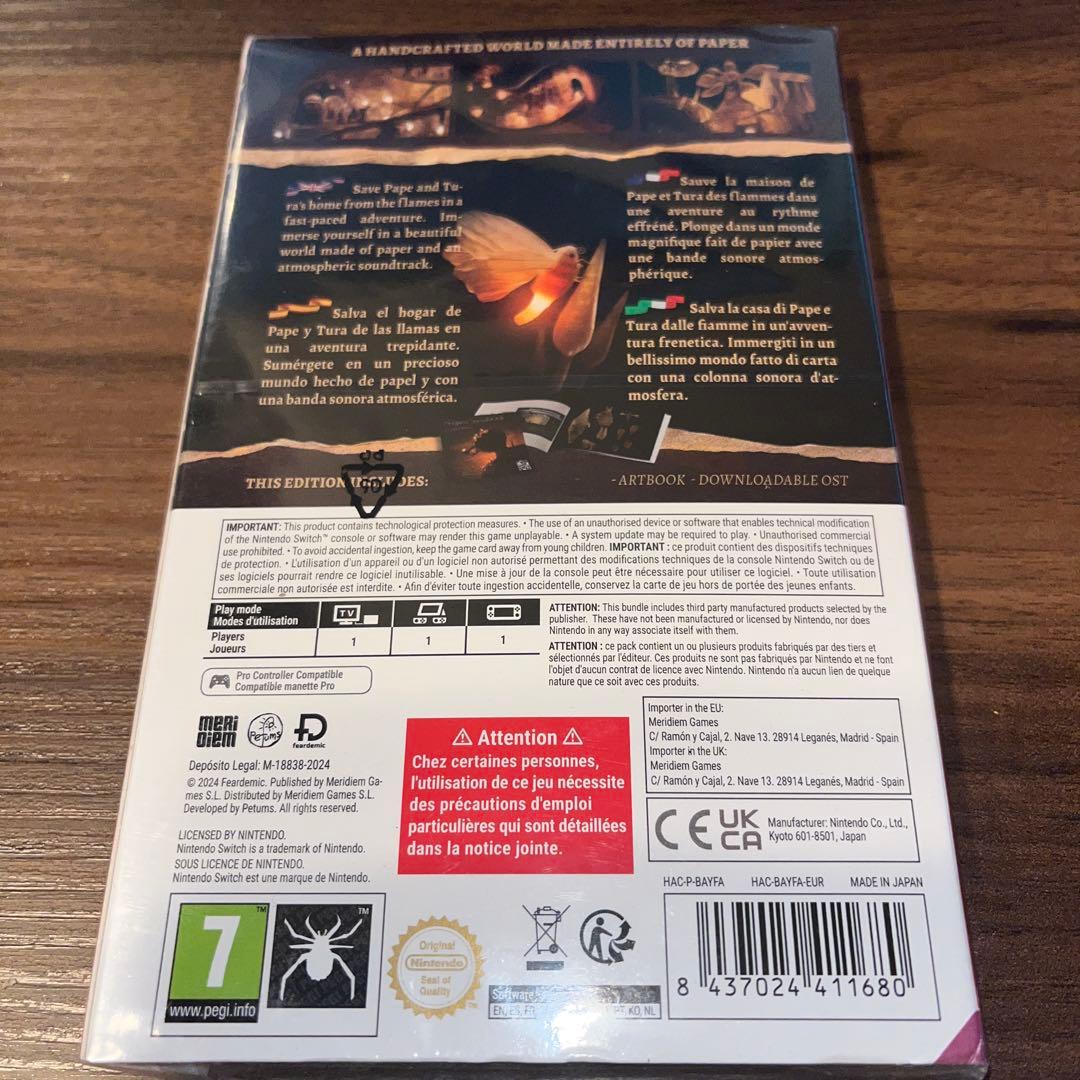 A HANDCRAFTED WORLD MADE ENTIRELY OF PAPER
Save Pape and Tu-
ra's home from the flames in a
fast-paced adventure. Im-
merse yourself in a beautiful
world made of paper and an
atmospheric soundtrack.
Sauve la maison de
Pape et Tura des flammes dans
une aventure au rythme
effréné. Plonge dans un monde
magnifique fait de papier avec
une bande sonore atmos-
phérique.
Salva el hogar de
Pape y Tura de las llamas en
una aventura trepidante.
Sumérgete en un precioso
mundo hecho de papel y con
una banda sonora atmosférica.
Salva la casa di Pape e
Tura dalle fiamme in un'avven-
tura frenetica. Immergiti in un
bellissimo mondo fatto di carta
con una colonna sonora d'at-
mosfera.
THIS EDITION INCLUDES:
- ARTBOOK - DOWNLOADABLE OST
IMPORTANT: This product contains technological protection measures. • The use of an unauthorised device or software that enables technical modification
of the Nintendo Switch™ console or software may render this game unplayable. • A system update may be required to play. • Unauthorised commercial
use prohibited. • To avoid accidental ingestion, keep the game card away from young children. IMPORTANT : ce produit contient des dispositifs techniques
de protection. • L'utilisation d'un appareil ou d'un logiciel non autorisé permettant des modifications techniques de la console Nintendo Switch ou de
ses logiciels pourrait rendre ce logiciel inutilisable. • Une mise à jour de la console peut être nécessaire pour utiliser ce logiciel. • Toute utilisation
commerciale non autorisée est interdite. • Afin d'éviter toute ingestion accidentelle, conservez la carte de jeu hors de portée des jeunes enfants.
Play mode
Modes d'utilisation
TV
Players
Joueurs
1 1 1
Pro Controller Compatible
Compatible manette Pro
ATTENTION: This bundle includes third party manufactured products selected by the
publisher. These have not been manufactured or licensed by Nintendo, nor does
Nintendo in any way associate itself with them.
ATTENTION : ce pack contient un ou plusieurs produits fabriqués par des tiers et
sélectionnés par l'éditeur. Ces produits ne sont pas fabriqués par Nintendo et ne font
l'objet d'aucun contrat de licence avec Nintendo. Nintendo n'a aucun lien de quelque
nature que ce soit avec ces produits.
MERI
DIEM
Petums
feardemic
Depósito Legal: M-18838-2024
© 2024 Feardemic. Published by Meridiem Ga-
mes S.L. Distributed by Meridiem Games S.L.
Developed by Petums. All rights reserved.
LICENSED BY NINTENDO.
Nintendo Switch is a trademark of Nintendo.
SOUS LICENCE DE NINTENDO.
Nintendo Switch est une marque de Nintendo.
Attention
Chez certaines personnes,
l'utilisation de ce jeu nécessite
des précautions d'emploi
particulières qui sont détaillées
dans la notice jointe.
Importer in the EU:
Meridiem Games
C/ Ramón y Cajal, 2. Nave 13. 28914 Leganés, Madrid - Spain
Importer in the UK:
Meridiem Games
C/ Ramón y Cajal, 2. Nave 13. 28914 Leganés, Madrid - Spain
CE UK
CA
Manufacturer: Nintendo Co., Ltd.,
Kyoto 601-8501, Japan
HAC-P-BAYFA HAC-BAYFA-EUR MADE IN JAPAN
7
TM
TM
www.pegi.info
Original
Nintendo
Seal of
Quality
Software
EN, ES, FR PT, KO, NL
8 437024 411680